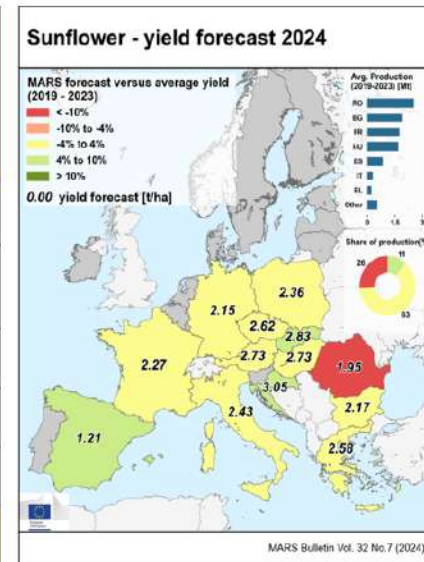 Sunflower - yield forecast 2024
MARS forecast versus average yield
(2019 - 2023)
< -10%
-10% to -4%
-4% to 4%
4% to 10%
> 10%
0.00 yield forecast [t/ha]
Avg. Production
(2019-2023) [Mt]
RO
BG
FR
HU
ES
IT
EL
Other
0 1.5 3
Share of production(%)
26
11
63
2.36
2.15
2.62
2.83
2.73
2.73
2.27
1.95
3.05
2.43
2.17
2.58
1.21
MARS Bulletin Vol. 32 No.7 (2024)